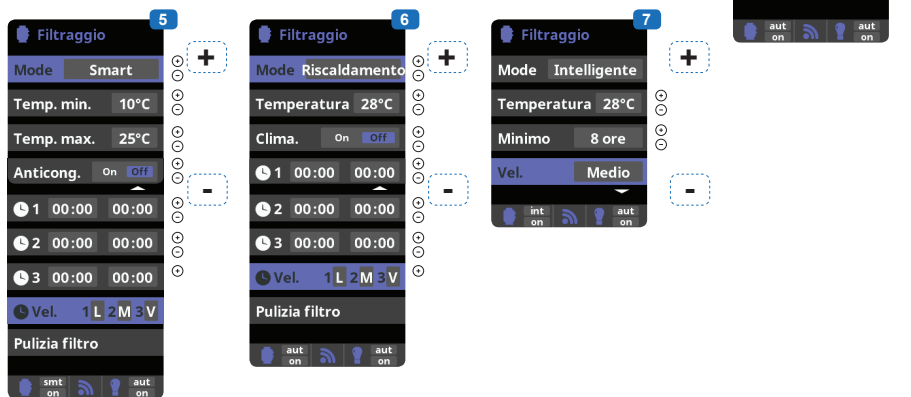 5
Filtraggio
Mode Smart
Temp. min. 10°C
Temp. max. 25°C
Anticong. On Off
1 00:00 00:00
2 00:00 00:00
3 00:00 00:00
Vel. 1 L 2 M 3 V
Pulizia filtro
smt on
aut on
+
-
6
Filtraggio
Mode Riscaldamento
Temperatura 28°C
Clima. On Off
1 00:00 00:00
2 00:00 00:00
3 00:00 00:00
Vel. 1 L 2 M 3 V
Pulizia filtro
aut on
aut on
+
-
7
Filtraggio
Mode Intelligente
Temperatura 28°C
Minimo 8 ore
Vel. Medio
int on
aut on
+
-
aut on
aut on